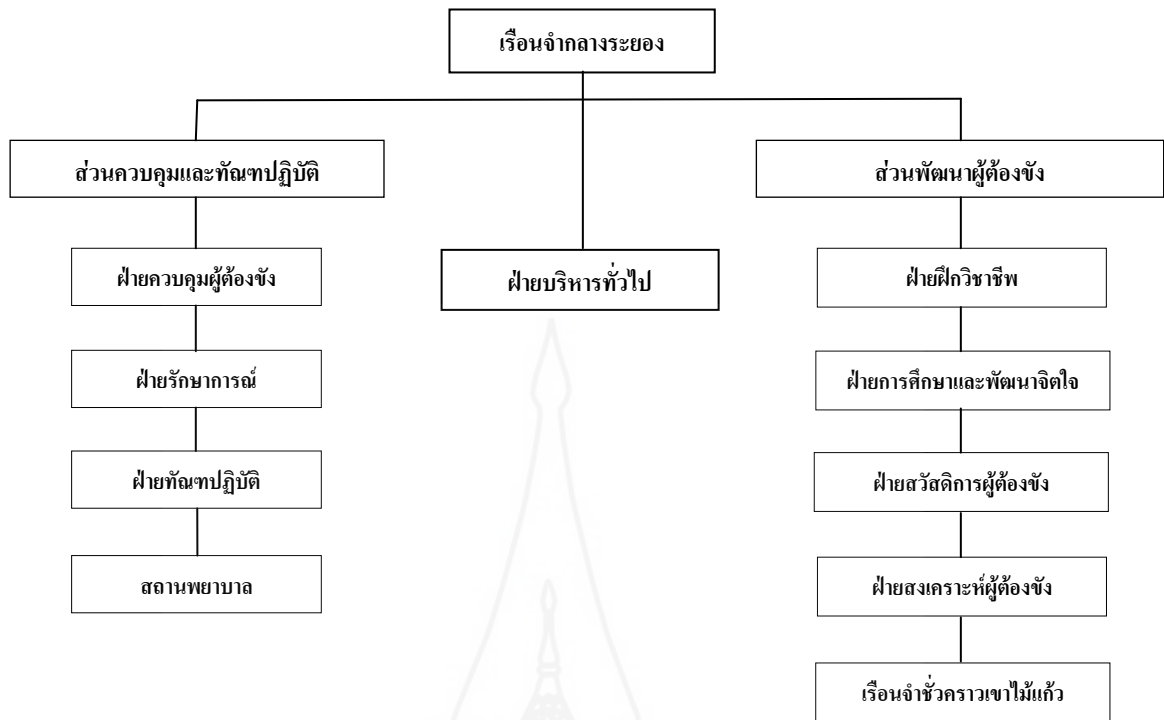 เรือนจำกลางระยอง
ส่วนควบคุมและทัณฑปฏิบัติ
ส่วนพัฒนาผู้ต้องขัง
ฝ่ายควบคุมผู้ต้องขัง
ฝ่ายบริหารทั่วไป
ฝ่ายฝึกวิชาชีพ
ฝ่ายรักษาการณ์
ฝ่ายการศึกษาและพัฒนาจิตใจ
ฝ่ายทัณฑปฏิบัติ
ฝ่ายสวัสดิการผู้ต้องขัง
สถานพยาบาล
ฝ่ายสงเคราะห์ผู้ต้องขัง
เรือนจำชั่วคราวเขาไม้แก้ว